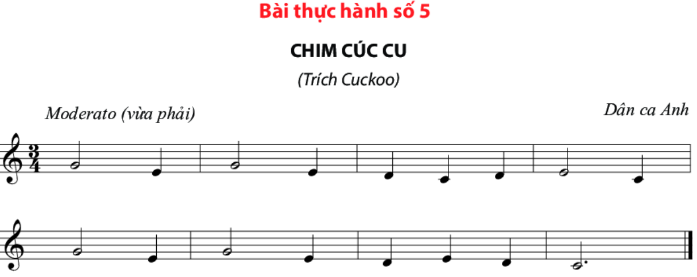 Bài thực hành số 5
CHIM CÚC CU
(Trích Cuckoo)
Moderato (vừa phải)
Dân ca Anh
3
4